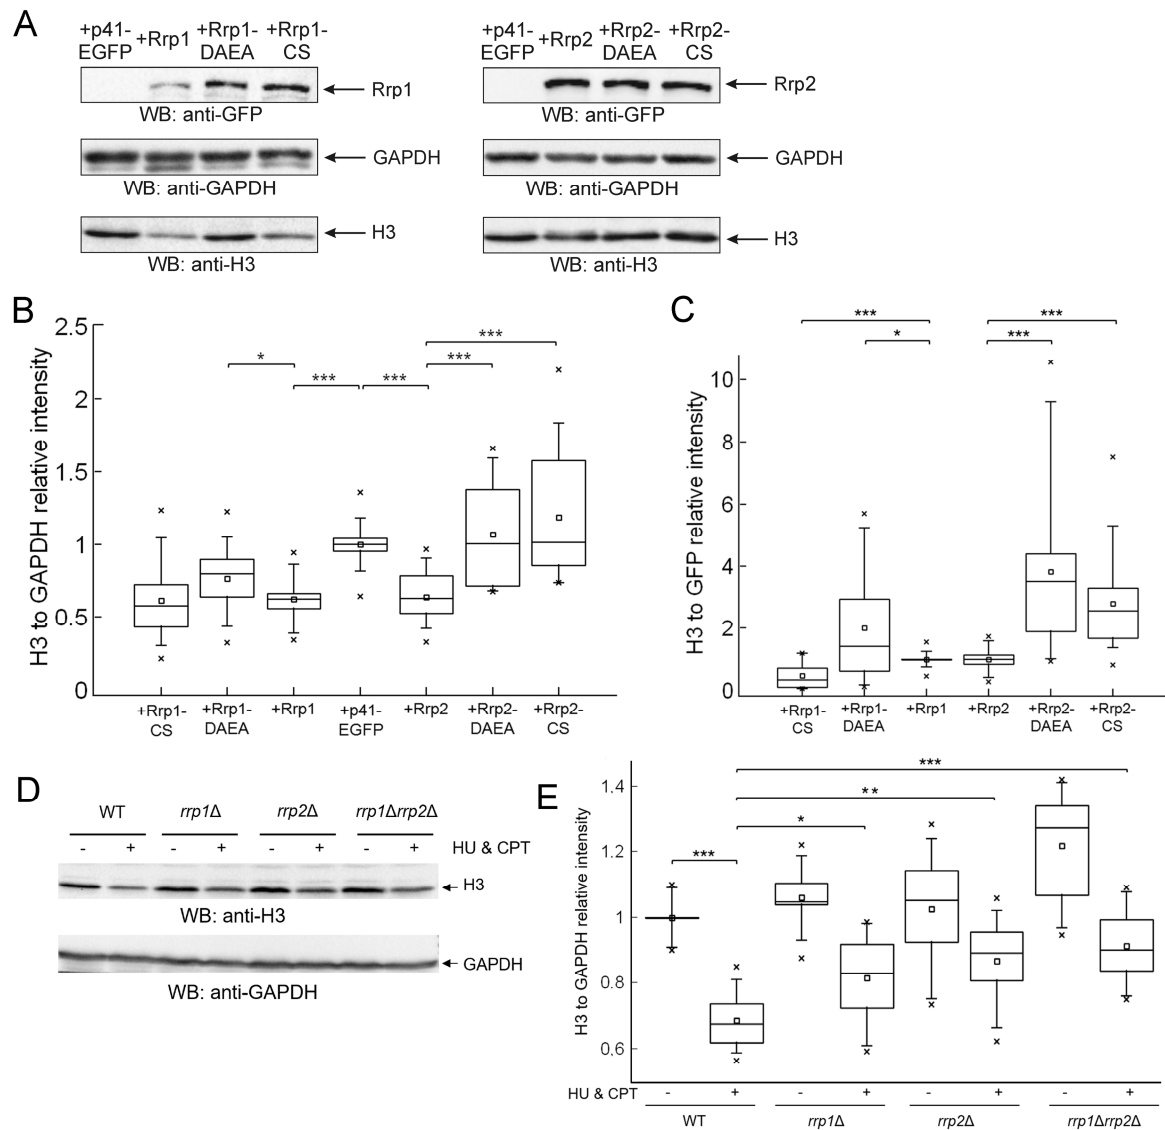 A
+p41-EGFP +Rrp1 +Rrp1-DAEA +Rrp1-CS
Rrp1
WB: anti-GFP
GAPDH
WB: anti-GAPDH
H3
WB: anti-H3
+p41-EGFP +Rrp2 +Rrp2-DAEA +Rrp2-CS
Rrp2
WB: anti-GFP
GAPDH
WB: anti-GAPDH
H3
WB: anti-H3
B
H3 to GAPDH relative intensity
2.5
2
1.5
1
0.5
0
* *** *** *** ***
+Rrp1-CS +Rrp1-DAEA +Rrp1 +p41-EGFP +Rrp2 +Rrp2-DAEA +Rrp2-CS
C
H3 to GFP relative intensity
10
8
6
4
2
0
*** * *** ***
+Rrp1-CS +Rrp1-DAEA +Rrp1 +Rrp2 +Rrp2-DAEA +Rrp2-CS
D
WT rrp1Δ rrp2Δ rrp1Δrrp2Δ
- + - + - + - + HU & CPT
H3
WB: anti-H3
GAPDH
WB: anti-GAPDH
E
H3 to GAPDH relative intensity
1.4
1.2
1
0.8
0.6
*** * ** ***
HU & CPT - + - + - + - +
WT rrp1Δ rrp2Δ rrp1Δrrp2Δ